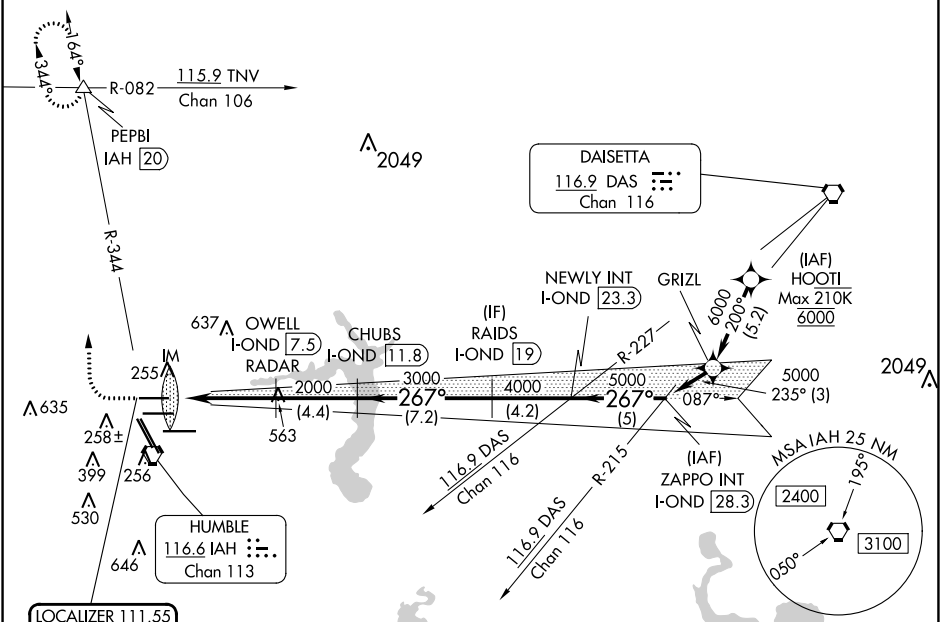 164°
344°
R-082
115.9 TNV
Chan 106
PEPBI
IAH 20
2049
DAISETTA
116.9 DAS
Chan 116
R-344
NEWLY INT
I-OND 23.3
GRIZL
(IAF)
HOOTI
Max 210K
6000
6000
200°
(5.2)
637
OWELL
I-OND 7.5
RADAR
CHUBS
I-OND 11.8
(IF)
RAIDS
I-OND 19
R-227
2049
IM
255
2000
3000
4000
5000
5000
235° (3)
267°
267°
087°
(4.4)
(7.2)
(4.2)
(5)
635
258±
563
399
256
530
116.9 DAS
Chan 116
R-215
(IAF)
ZAPPO INT
I-OND 28.3
MSA IAH 25 NM
195°
2400
3100
050°
116.9 DAS
Chan 116
HUMBLE
116.6 IAH
Chan 113
646
LOCALIZER 111.55